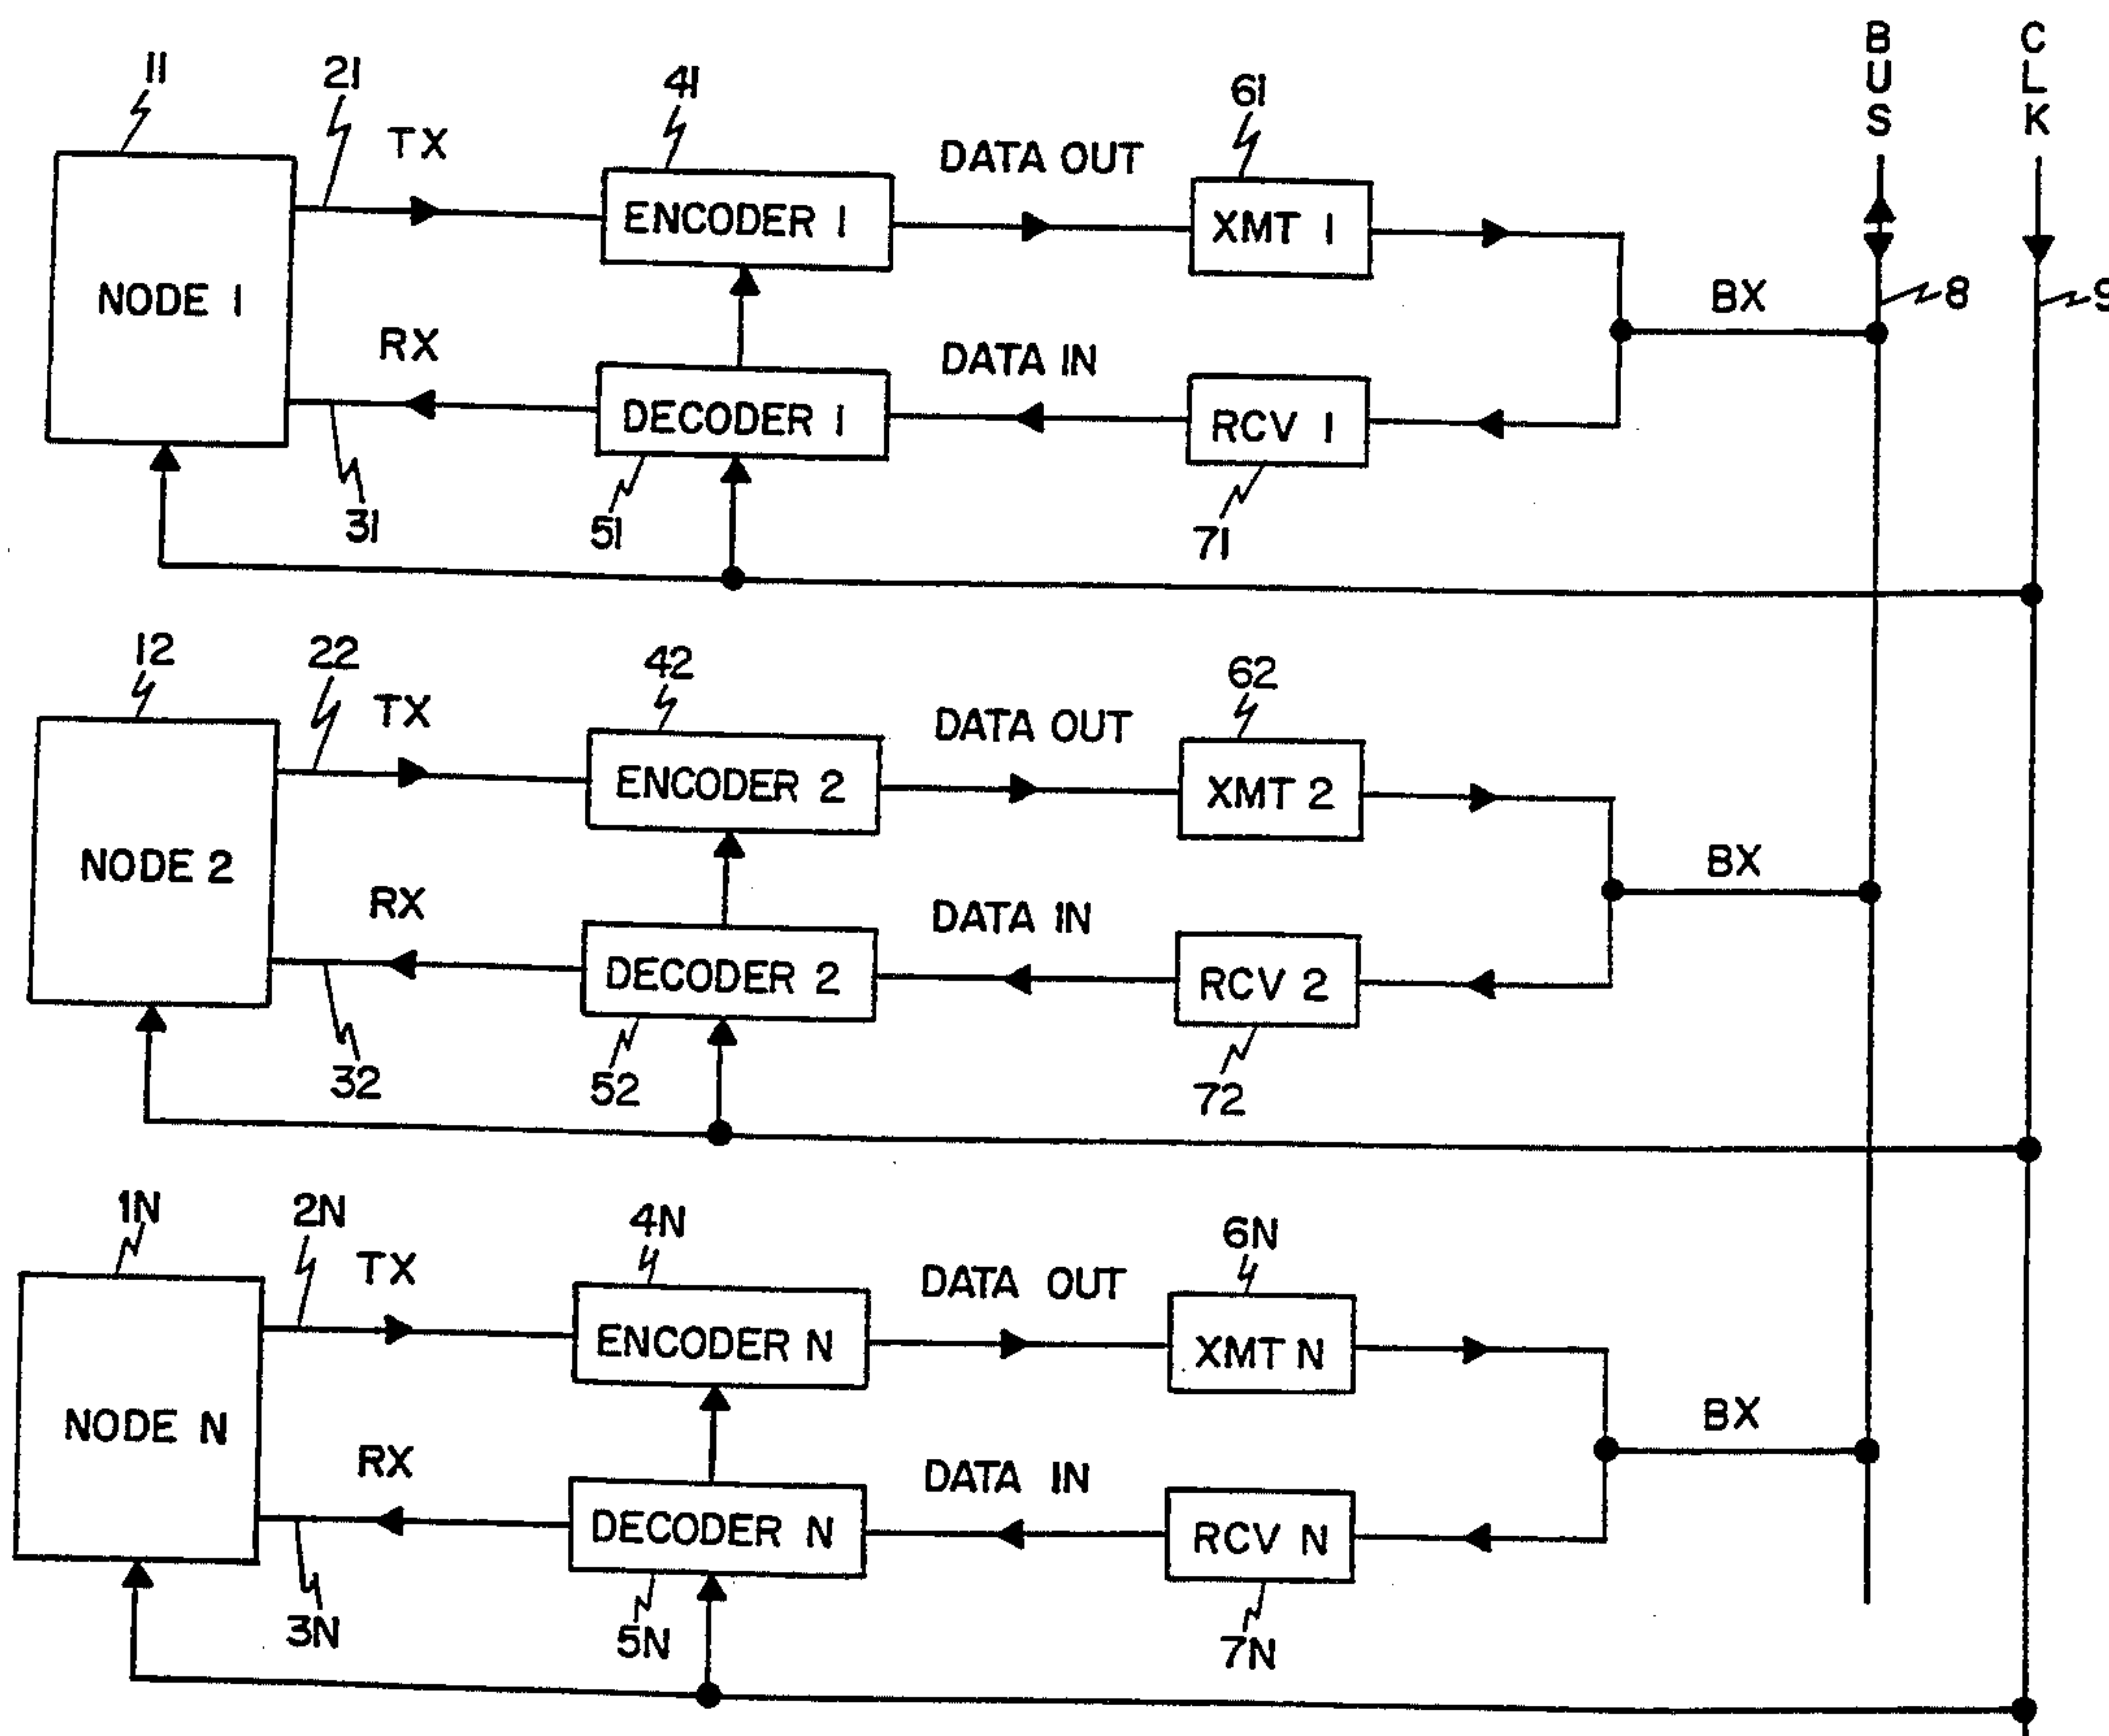 BUS
CLK
11
21
TX
41
DATA OUT
61
ENCODER 1
XMT 1
NODE 1
BX
8
9
RX
DATA IN
DECODER 1
RCV 1
31
51
71
12
22
TX
42
DATA OUT
62
ENCODER 2
XMT 2
NODE 2
BX
RX
DATA IN
DECODER 2
RCV 2
32
52
72
1N
2N
TX
4N
DATA OUT
6N
ENCODER N
XMT N
NODE N
BX
RX
DATA IN
DECODER N
RCV N
3N
5N
7N